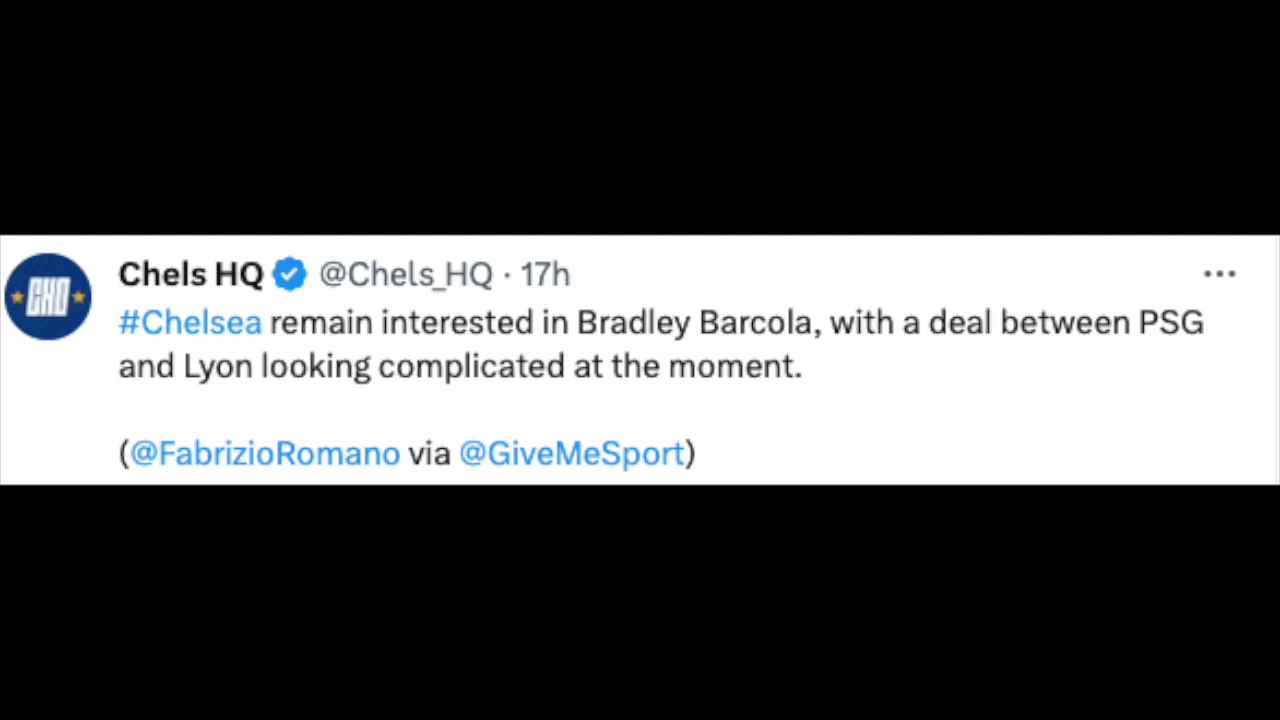 CHQ
Chels HQ @Chels_HQ · 17h
#Chelsea remain interested in Bradley Barcola, with a deal between PSG
and Lyon looking complicated at the moment.
(@FabrizioRomano via @GiveMeSport)